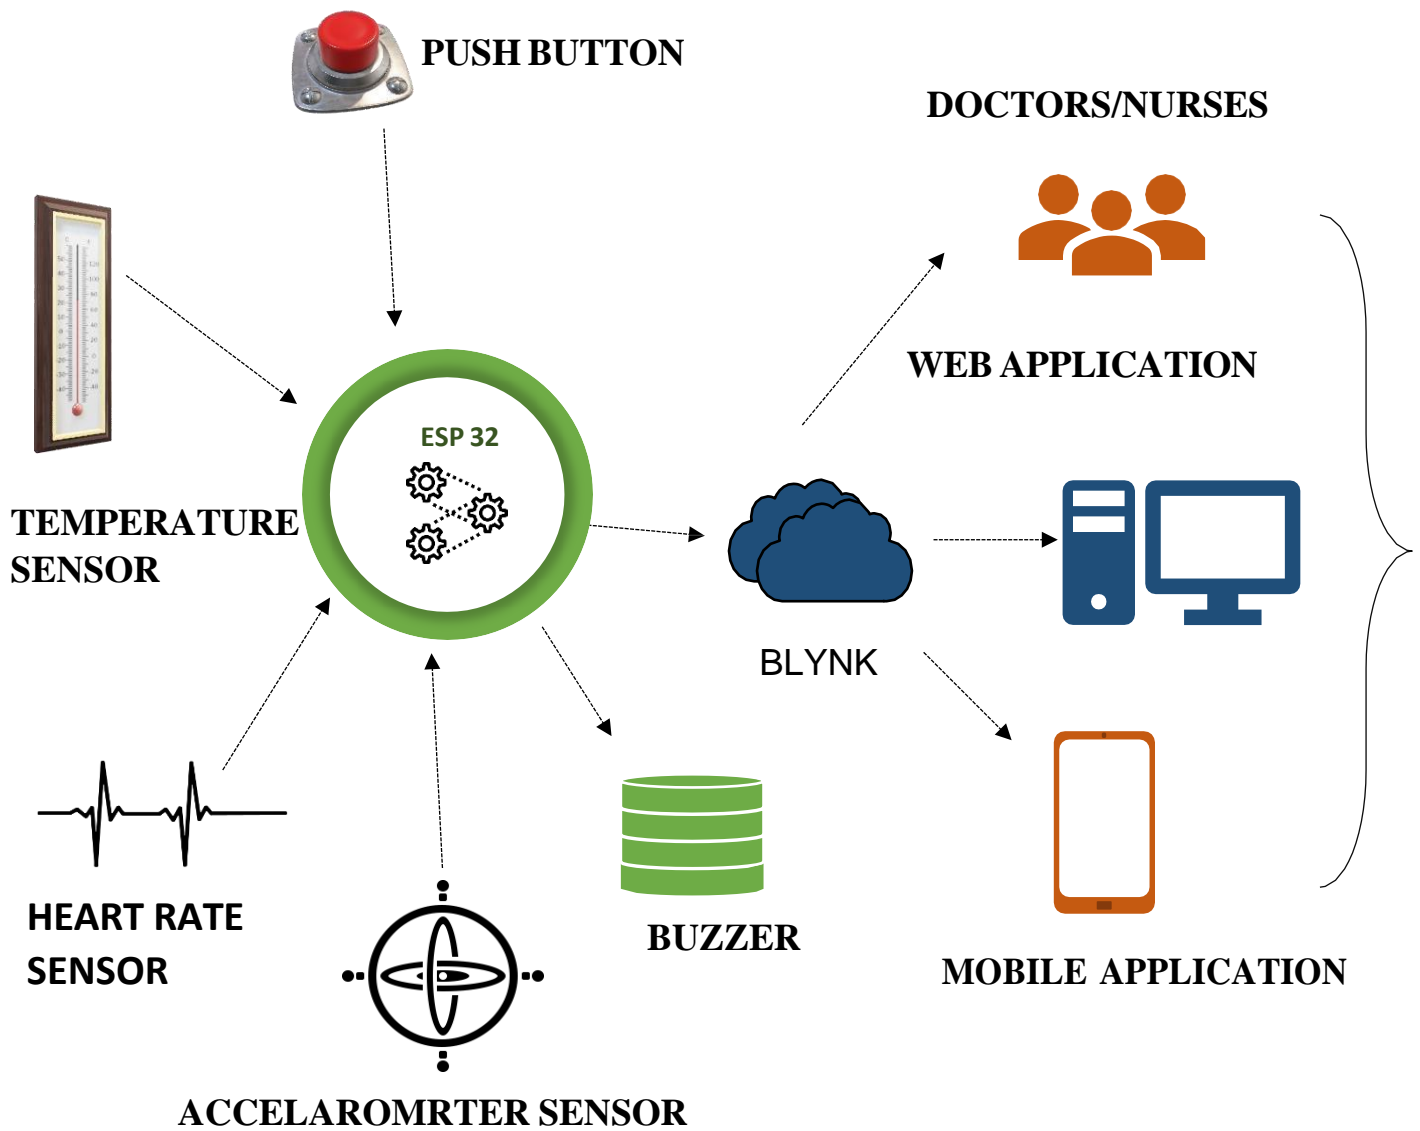 PUSH BUTTON
DOCTORS/NURSES
WEB APPLICATION
ESP 32
TEMPERATURE
SENSOR
BLYNK
HEART RATE
SENSOR
BUZZER
MOBILE APPLICATION
ACCELAROMRTER SENSOR